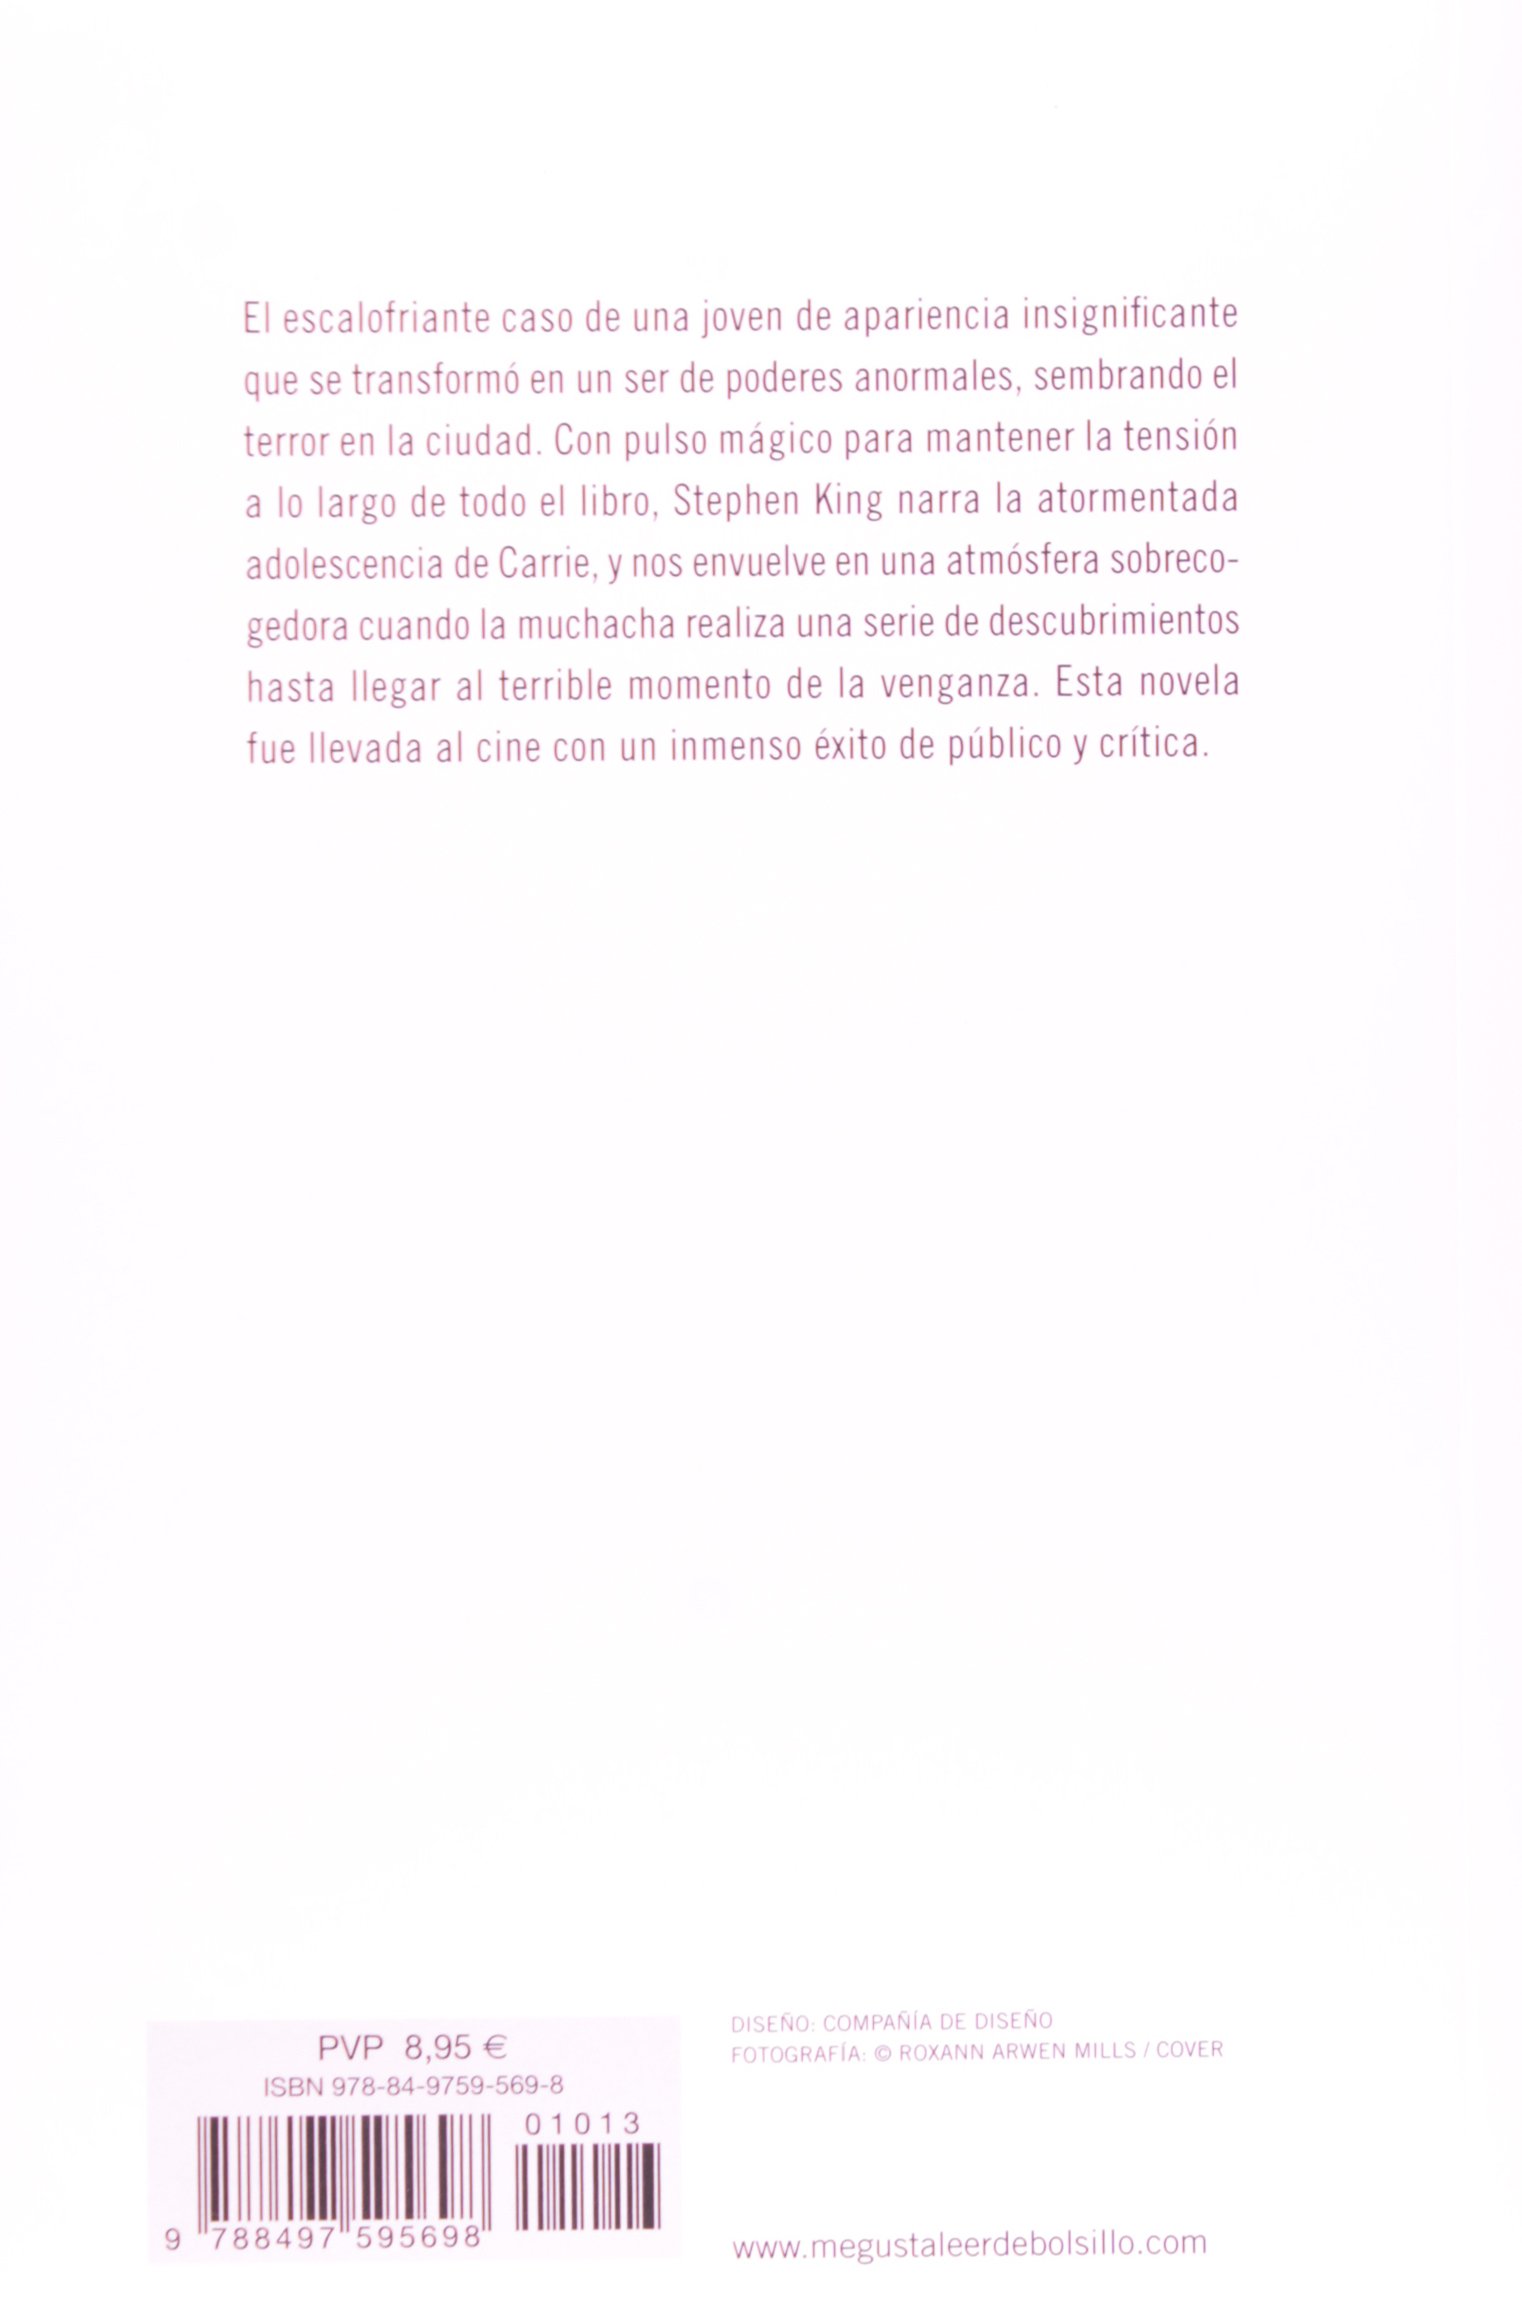 El escalofriante caso de una joven de apariencia insignificante
que se transformó en un ser de poderes anormales, sembrando el
terror en la ciudad. Con pulso mágico para mantener la tensión
a lo largo de todo el libro, Stephen King narra la atormentada
adolescencia de Carrie, y nos envuelve en una atmósfera sobreco-
gedora cuando la muchacha realiza una serie de descubrimientos
hasta llegar al terrible momento de la venganza. Esta novela
fue llevada al cine con un inmenso éxito de público y crítica.
PVP 8,95 €
ISBN 978-84-9759-569-8
01013
9 788497 595698
DISEÑO: COMPAÑÍA DE DISEÑO
FOTOGRAFÍA: © ROXANN ARWEN MILLS / COVER
www.megustaleerdebolsillo.com